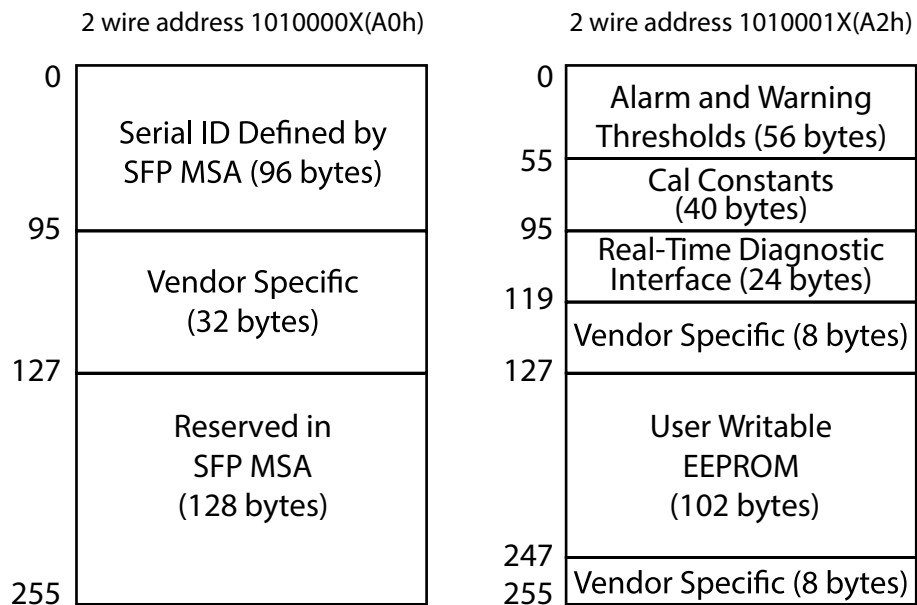 2 wire address 1010000X(A0h)
0
Serial ID Defined by
SFP MSA (96 bytes)
95
Vendor Specific
(32 bytes)
127
Reserved in
SFP MSA
(128 bytes)
255
2 wire address 1010001X(A2h)
0
Alarm and Warning
Thresholds (56 bytes)
55
Cal Constants
(40 bytes)
95
Real-Time Diagnostic
Interface (24 bytes)
119
Vendor Specific (8 bytes)
127
User Writable
EEPROM
(102 bytes)
247
Vendor Specific (8 bytes)
255